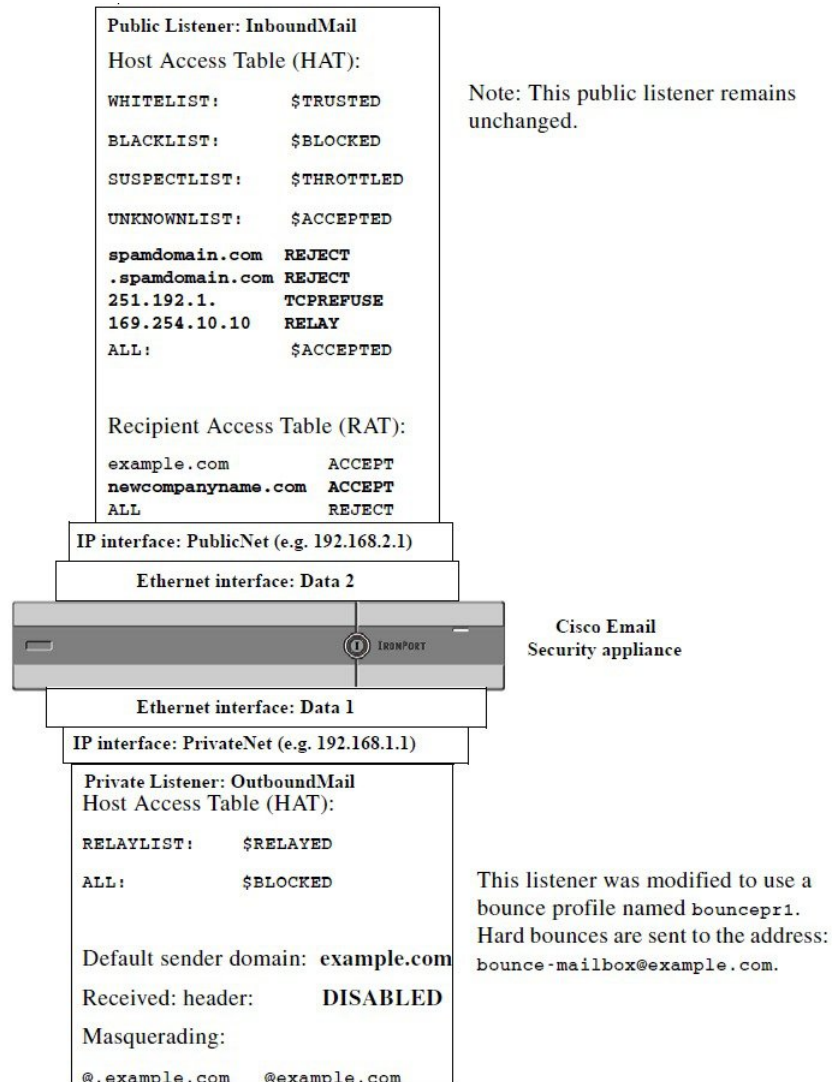 Public Listener: InboundMail
Host Access Table (HAT):
WHITELIST: $TRUSTED
BLACKLIST: $BLOCKED
SUSPECTLIST: $THROTTLED
UNKNOWNLIST: $ACCEPTED
spamdomain.com REJECT
.spamdomain.com REJECT
251.192.1. TCPREFUSE
169.254.10.10 RELAY
ALL: $ACCEPTED
Note: This public listener remains
unchanged.
Recipient Access Table (RAT):
example.com ACCEPT
newcompanyname.com ACCEPT
ALL REJECT
IP interface: PublicNet (e.g. 192.168.2.1)
Ethernet interface: Data 2
IRONPORT
Cisco Email
Security appliance
Ethernet interface: Data 1
IP interface: PrivateNet (e.g. 192.168.1.1)
Private Listener: OutboundMail
Host Access Table (HAT):
RELAYLIST: $RELAYED
ALL: $BLOCKED
Default sender domain: example.com
Received: header: DISABLED
Masquerading:
@.example.com @example.com
This listener was modified to use a
bounce profile named bouncepr1.
Hard bounces are sent to the address:
bounce-mailbox@example.com.